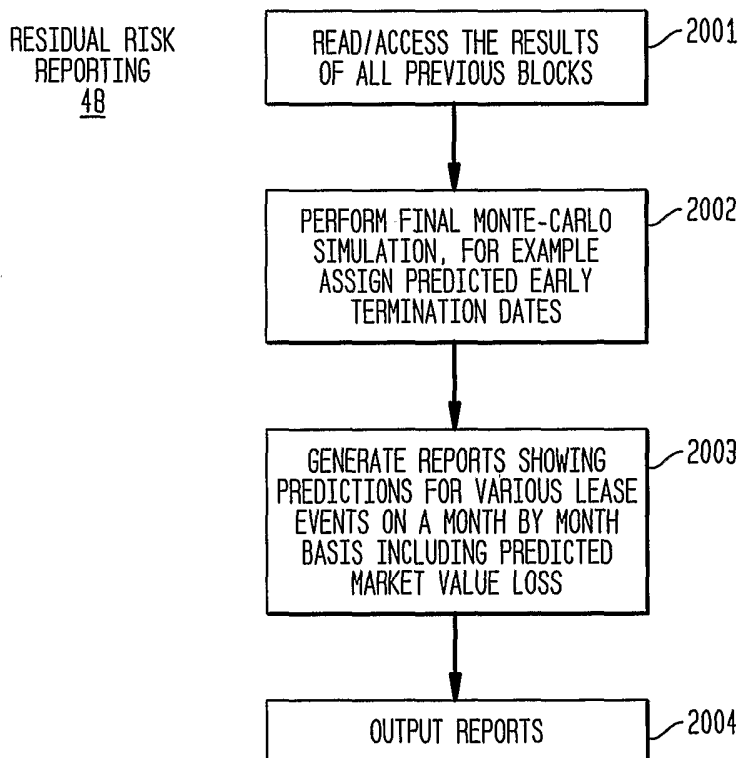 RESIDUAL RISK
REPORTING
48
READ/ACCESS THE RESULTS
OF ALL PREVIOUS BLOCKS
2001
PERFORM FINAL MONTE-CARLO
SIMULATION, FOR EXAMPLE
ASSIGN PREDICTED EARLY
TERMINATION DATES
2002
GENERATE REPORTS SHOWING
PREDICTIONS FOR VARIOUS LEASE
EVENTS ON A MONTH BY MONTH
BASIS INCLUDING PREDICTED
MARKET VALUE LOSS
2003
OUTPUT REPORTS
2004